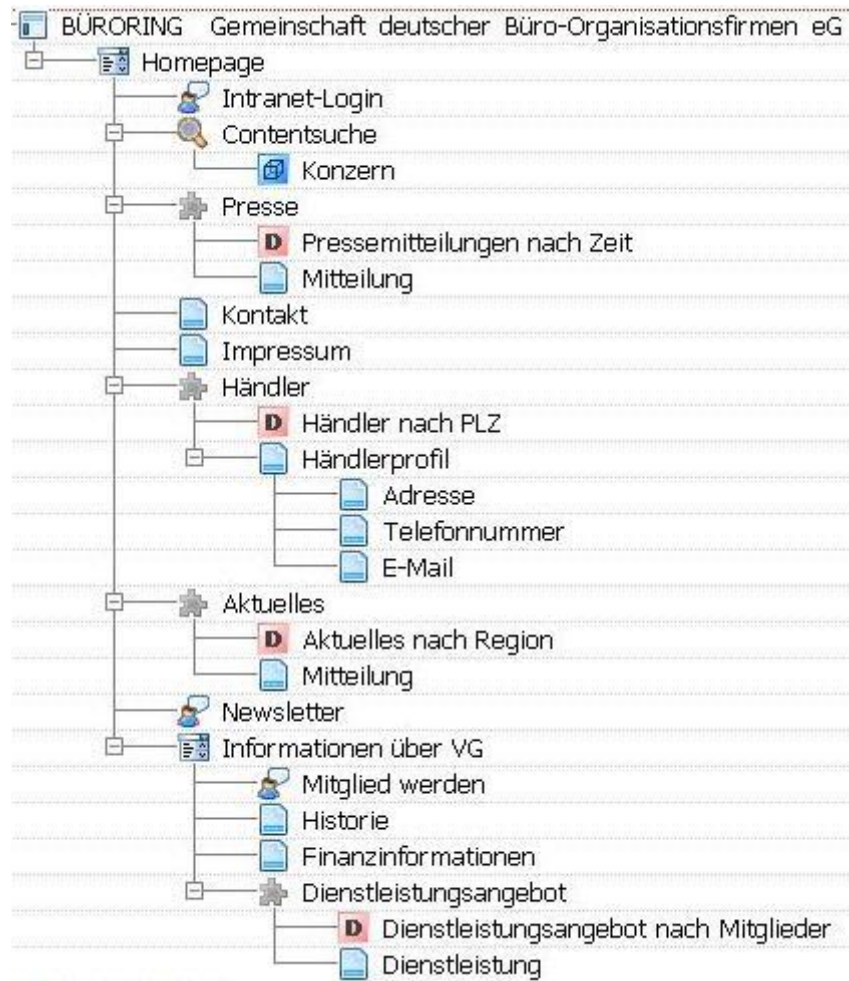 BÜRORING Gemeinschaft deutscher Büro-Organisationsfirmen eG
Homepage
Intranet-Login
Contentsuche
Konzern
Presse
D Pressemitteilungen nach Zeit
Mitteilung
Kontakt
Impressum
Händler
D Händler nach PLZ
Händlerprofil
Adresse
Telefonnummer
E-Mail
Aktuelles
D Aktuelles nach Region
Mitteilung
Newsletter
Informationen über VG
Mitglied werden
Historie
Finanzinformationen
Dienstleistungsangebot
D Dienstleistungsangebot nach Mitglieder
Dienstleistung